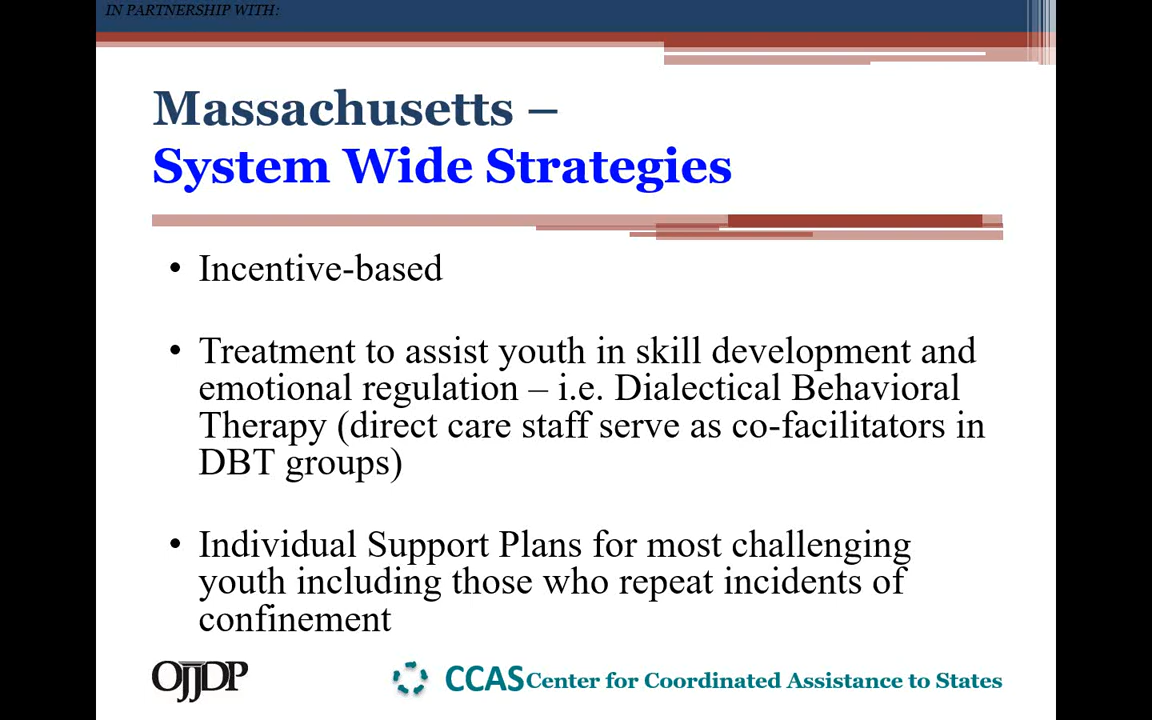 IN PARTNERSHIP WITH:
Massachusetts –
System Wide Strategies
• Incentive-based
• Treatment to assist youth in skill development and
emotional regulation – i.e. Dialectical Behavioral
Therapy (direct care staff serve as co-facilitators in
DBT groups)
• Individual Support Plans for most challenging
youth including those who repeat incidents of
confinement
OJJDP
CCAS Center for Coordinated Assistance to States